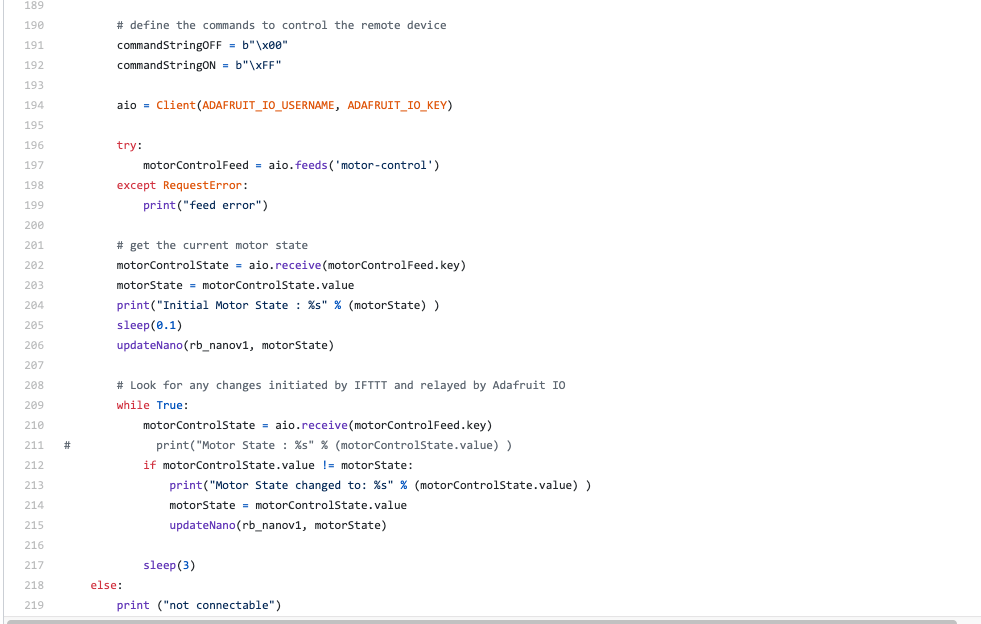 189
190         # define the commands to control the remote device
191         commandStringOFF = b"\x00"
192         commandStringON = b"\xFF"
193
194         aio = Client(ADAFRUIT_IO_USERNAME, ADAFRUIT_IO_KEY)
195
196         try:
197             motorControlFeed = aio.feeds('motor-control')
198         except RequestError:
199             print("feed error")
200
201         # get the current motor state
202         motorControlState = aio.receive(motorControlFeed.key)
203         motorState = motorControlState.value
204         print("Initial Motor State : %s" % (motorState) )
205         sleep(0.1)
206         updateNano(rb_nanov1, motorState)
207
208         # Look for any changes initiated by IFTTT and relayed by Adafruit IO
209         while True:
210             motorControlState = aio.receive(motorControlFeed.key)
211 #             print("Motor State : %s" % (motorControlState.value) )
212             if motorControlState.value != motorState:
213                 print("Motor State changed to: %s" % (motorControlState.value) )
214                 motorState = motorControlState.value
215                 updateNano(rb_nanov1, motorState)
216
217             sleep(3)
218     else:
219         print ("not connectable")